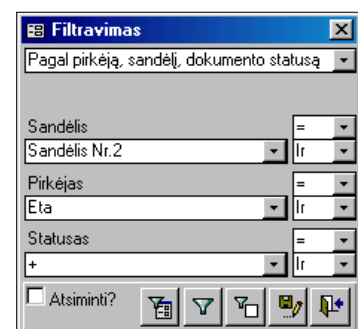 Filtravimas
Pagal pirkėją, sandėlį, dokumento statusą
Sandėlis =
Sandėlis Nr.2 Ir
Pirkėjas =
Eta Ir
Statusas =
+ Ir
Atsiminti?